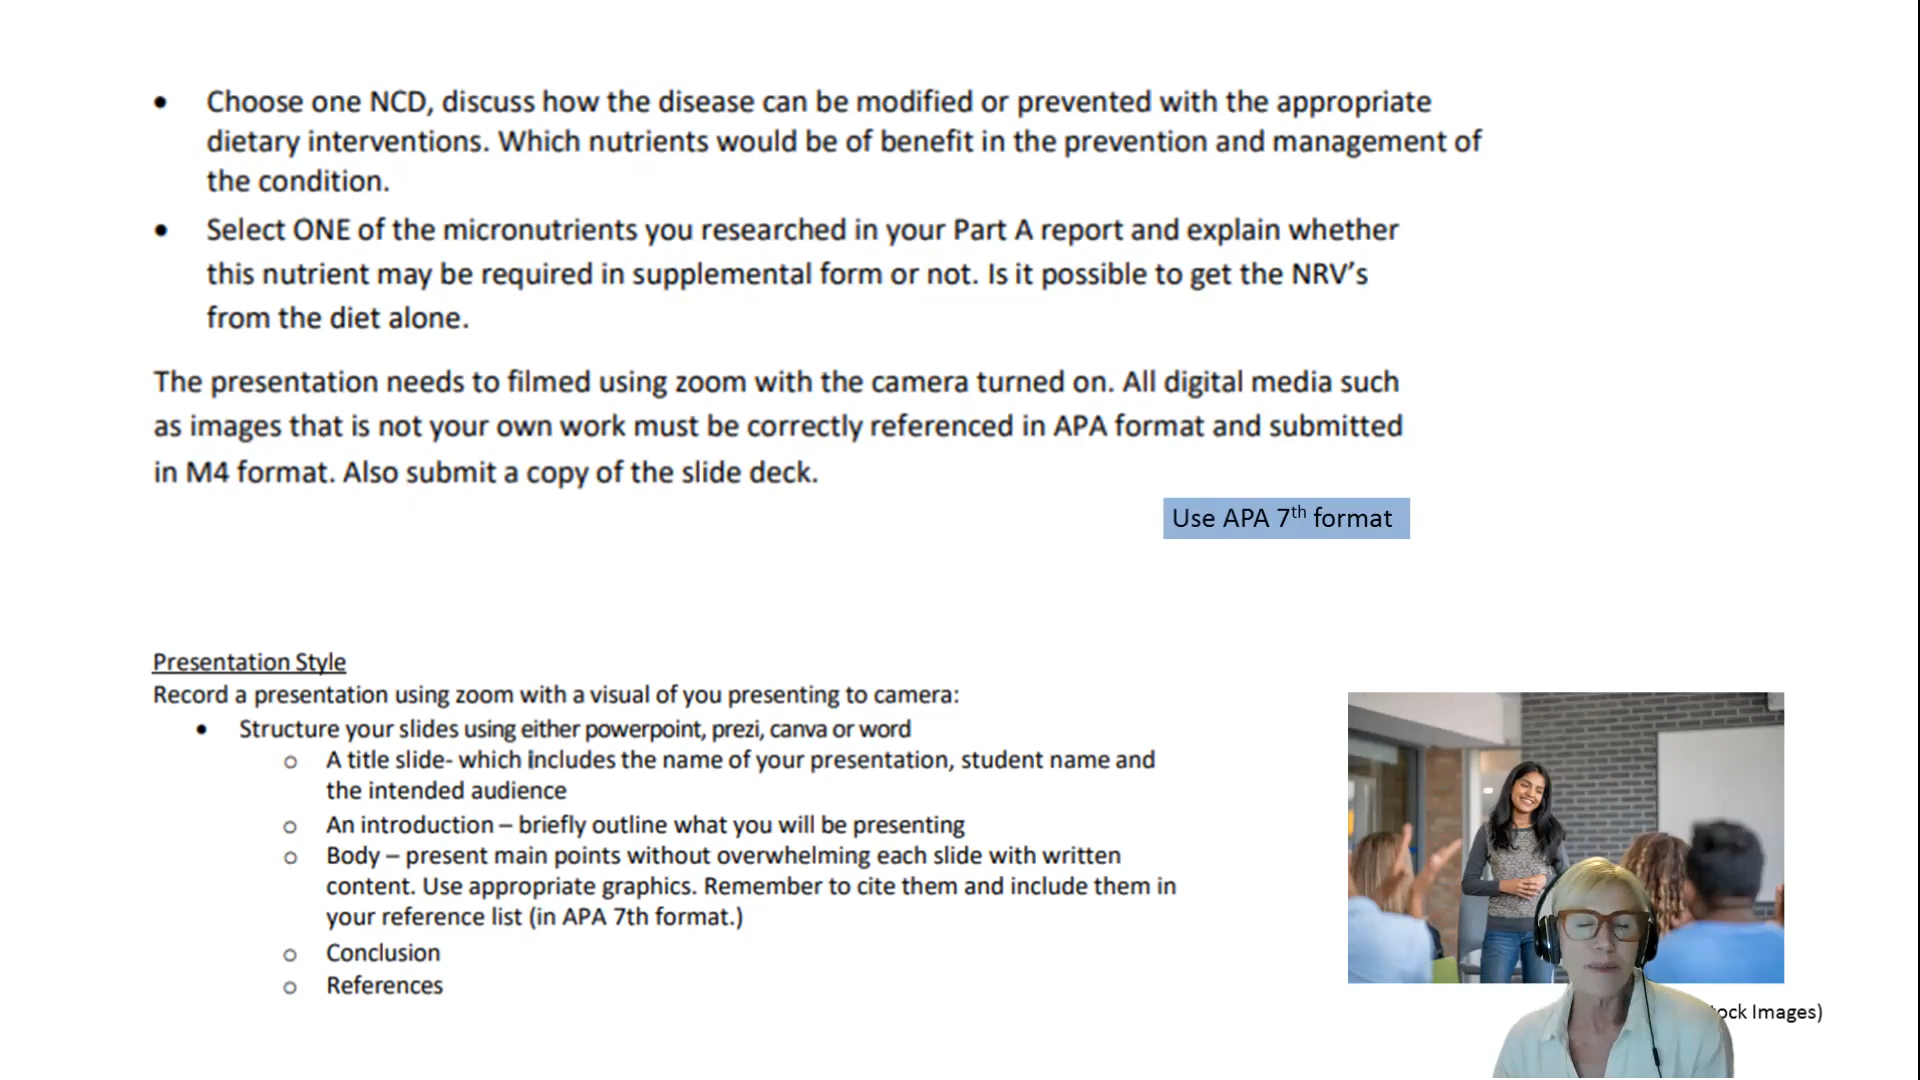 • Choose one NCD, discuss how the disease can be modified or prevented with the appropriate
dietary interventions. Which nutrients would be of benefit in the prevention and management of
the condition.
• Select ONE of the micronutrients you researched in your Part A report and explain whether
this nutrient may be required in supplemental form or not. Is it possible to get the NRV’s
from the diet alone.
The presentation needs to filmed using zoom with the camera turned on. All digital media such
as images that is not your own work must be correctly referenced in APA format and submitted
in M4 format. Also submit a copy of the slide deck.
Use APA 7th format
Presentation Style
Record a presentation using zoom with a visual of you presenting to camera:
• Structure your slides using either powerpoint, prezi, canva or word
o A title slide- which includes the name of your presentation, student name and
the intended audience
o An introduction – briefly outline what you will be presenting
o Body – present main points without overwhelming each slide with written
content. Use appropriate graphics. Remember to cite them and include them in
your reference list (in APA 7th format.)
o Conclusion
o References
Images)